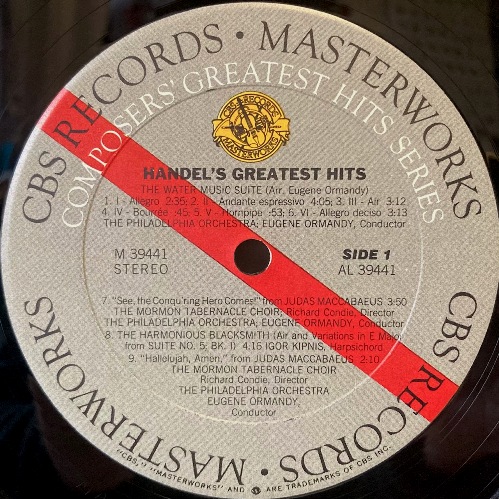 CBS RECORDS • MASTERWORKS
COMPOSERS' GREATEST HITS SERIES
CBS RECORDS
MASTERWORKS
HANDEL'S GREATEST HITS
THE WATER MUSIC SUITE (Arr. Eugene Ormandy)
1. I - Allegro 2:35; 2. II - Andante espressivo 4:05; 3. III - Air 3:12
4. IV - Bourrée :45; 5. V - Hornpipe :53; 6. VI - Allegro deciso 3:13
THE PHILADELPHIA ORCHESTRA; EUGENE ORMANDY, Conductor
M 39441
STEREO
SIDE 1
AL 39441
7. "See, the Conqu'ring Hero Comes!" from JUDAS MACCABAEUS 3:50
THE MORMON TABERNACLE CHOIR; Richard Condie, Director
THE PHILADELPHIA ORCHESTRA; EUGENE ORMANDY, Conductor
8. THE HARMONIOUS BLACKSMITH (Air and Variations in E Major,
from SUITE NO. 5, BK. I) 4:16 IGOR KIPNIS, Harpsichord
9. "Hallelujah, Amen," from JUDAS MACCABAEUS 2:10
THE MORMON TABERNACLE CHOIR
Richard Condie, Director
THE PHILADELPHIA ORCHESTRA
EUGENE ORMANDY,
Conductor
CBS RECORDS • MASTERWORKS
"CBS," "MASTERWORKS" AND ARE TRADEMARKS OF CBS INC.